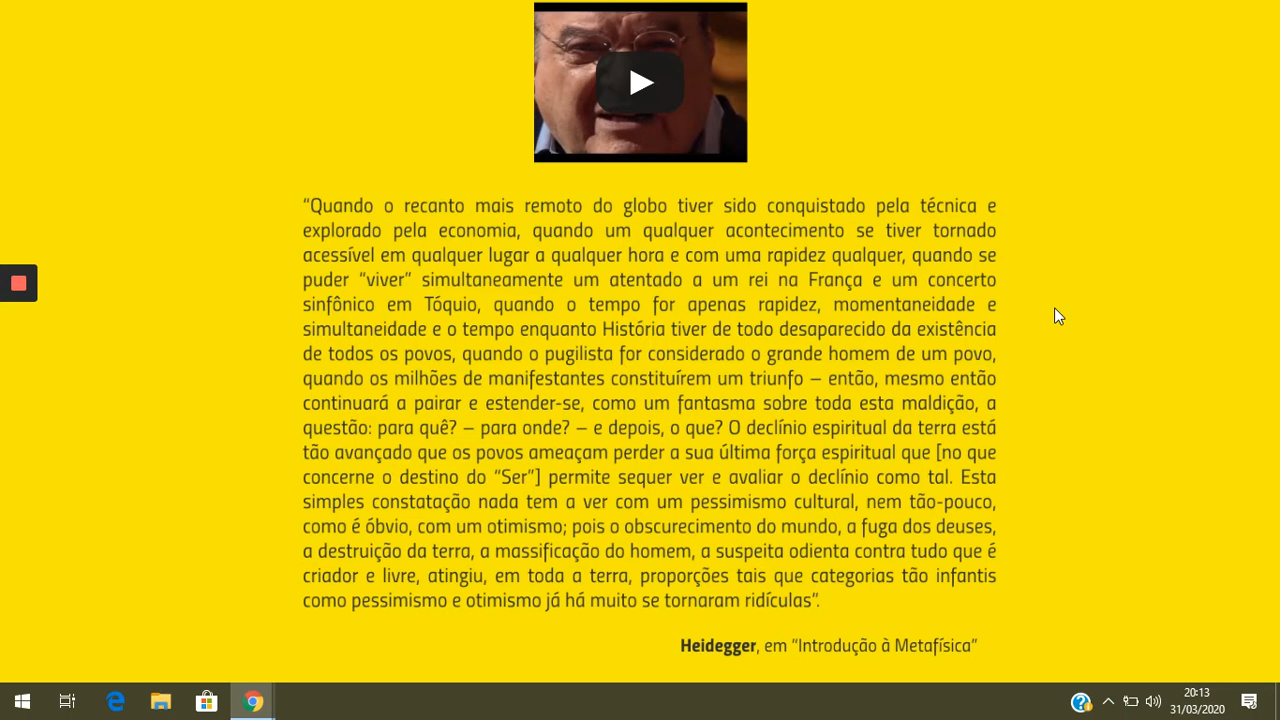 “Quando o recanto mais remoto do globo tiver sido conquistado pela técnica e
explorado pela economia, quando um qualquer acontecimento se tiver tornado
acessível em qualquer lugar a qualquer hora e com uma rapidez qualquer, quando se
puder “viver” simultaneamente um atentado a um rei na França e um concerto
sinfônico em Tóquio, quando o tempo for apenas rapidez, momentaneidade e
simultaneidade e o tempo enquanto História tiver de todo desaparecido da existência
de todos os povos, quando o pugilista for considerado o grande homem de um povo,
quando os milhões de manifestantes constituírem um triunfo – então, mesmo então
continuará a pairar e estender-se, como um fantasma sobre toda esta maldição, a
questão: para quê? – para onde? – e depois, o que? O declínio espiritual da terra está
tão avançado que os povos ameaçam perder a sua última força espiritual que [no que
concerne o destino do “Ser”] permite sequer ver e avaliar o declínio como tal. Esta
simples constatação nada tem a ver com um pessimismo cultural, nem tão-pouco,
como é óbvio, com um otimismo; pois o obscurecimento do mundo, a fuga dos deuses,
a destruição da terra, a massificação do homem, a suspeita odienta contra tudo que é
criador e livre, atingiu, em toda a terra, proporções tais que categorias tão infantis
como pessimismo e otimismo já há muito se tornaram ridículas”.
Heidegger, em “Introdução à Metafísica”
20:13
31/03/2020